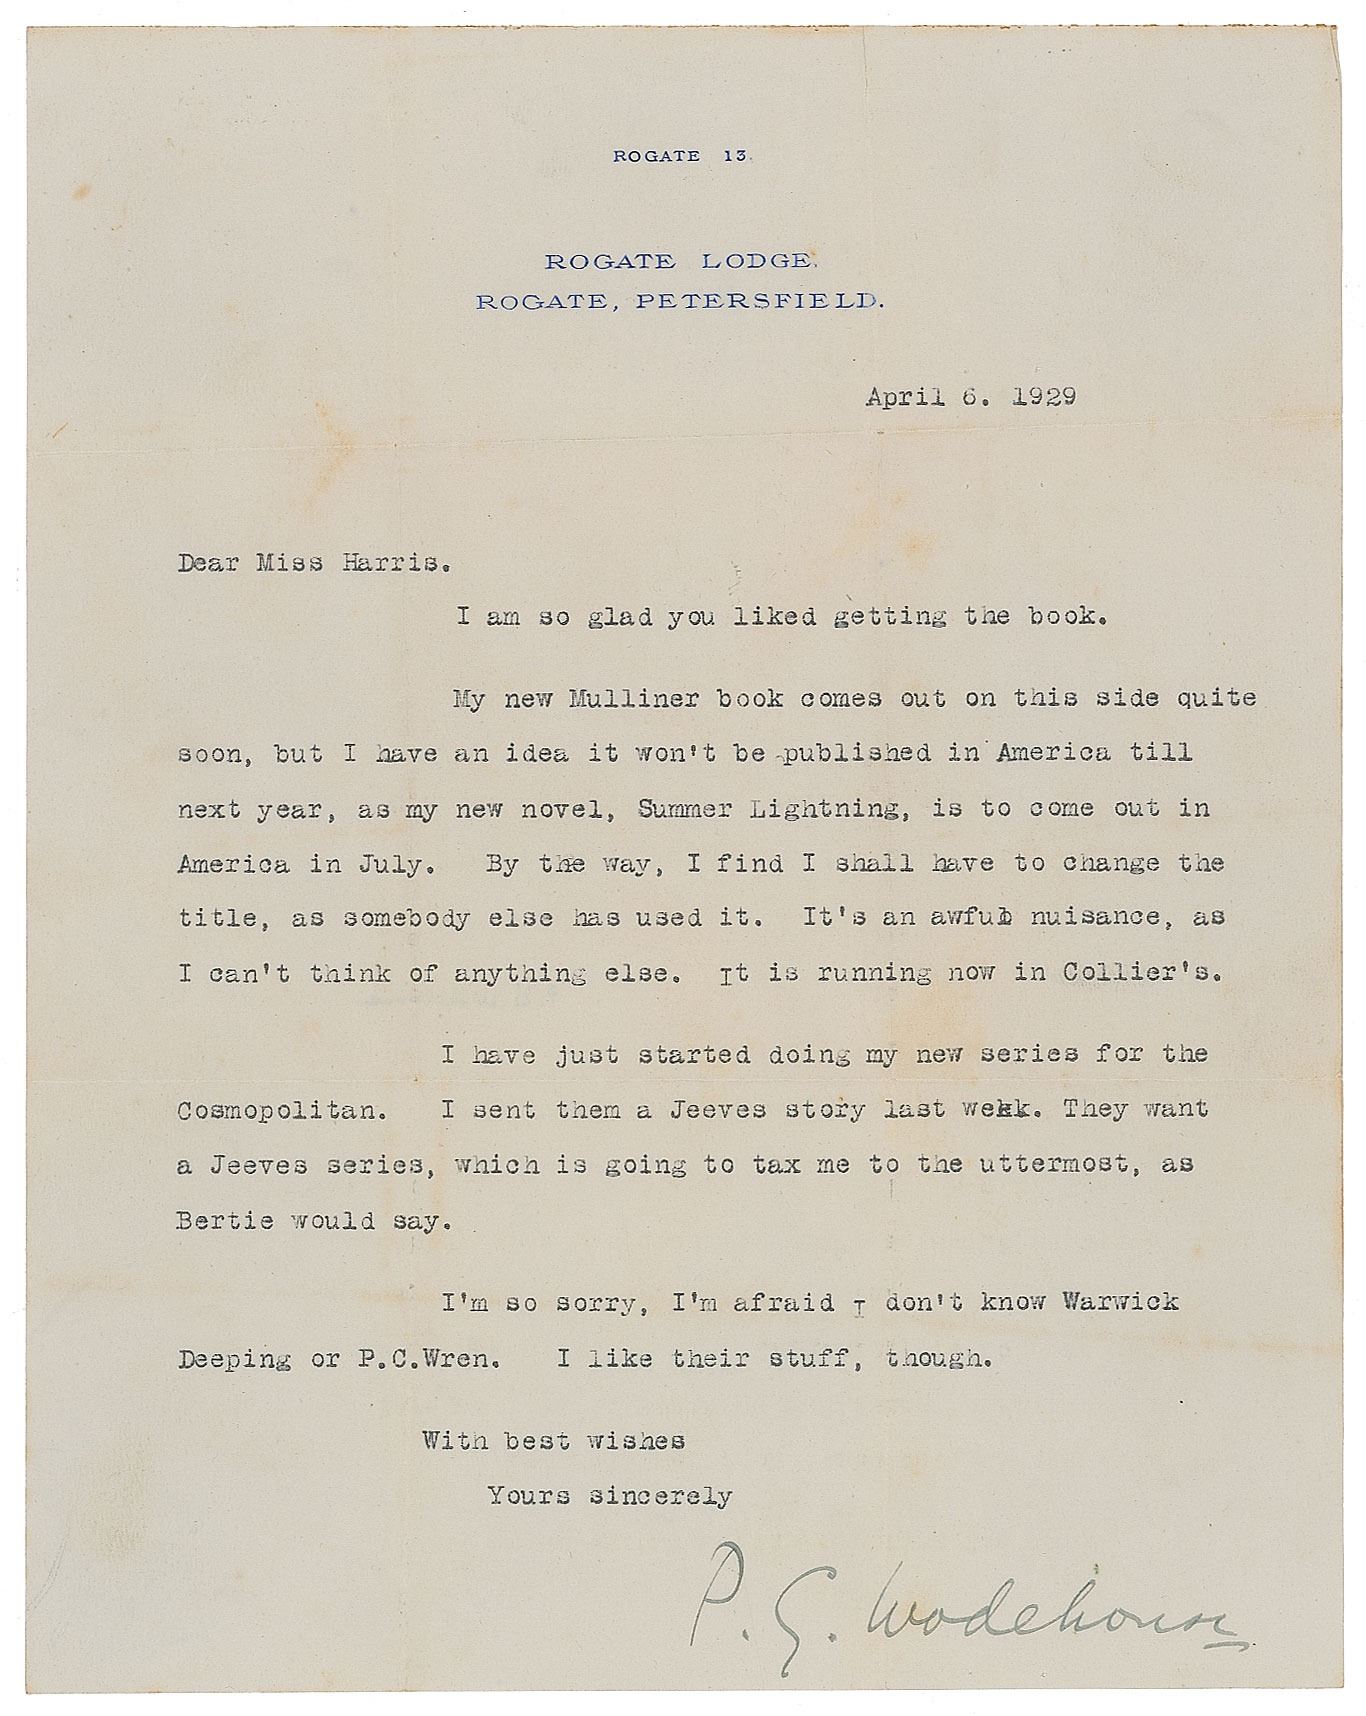 ROGATE 13.
ROGATE LODGE.
ROGATE, PETERSFIELD.
April 6. 1929
Dear Miss Harris.
I am so glad you liked getting the book.
My new Mulliner book comes out on this side quite
soon, but I have an idea it won't be published in America till
next year, as my new novel, Summer Lightning, is to come out in
America in July. By the way, I find I shall have to change the
title, as somebody else has used it. It's an awful nuisance, as
I can't think of anything else. It is running now in Collier's.
I have just started doing my new series for the
Cosmopolitan. I sent them a Jeeves story last week. They want
a Jeeves series, which is going to tax me to the uttermost, as
Bertie would say.
I'm so sorry, I'm afraid I don't know Warwick
Deeping or P.C.Wren. I like their stuff, though.
With best wishes
Yours sincerely
P. G. Wodehouse